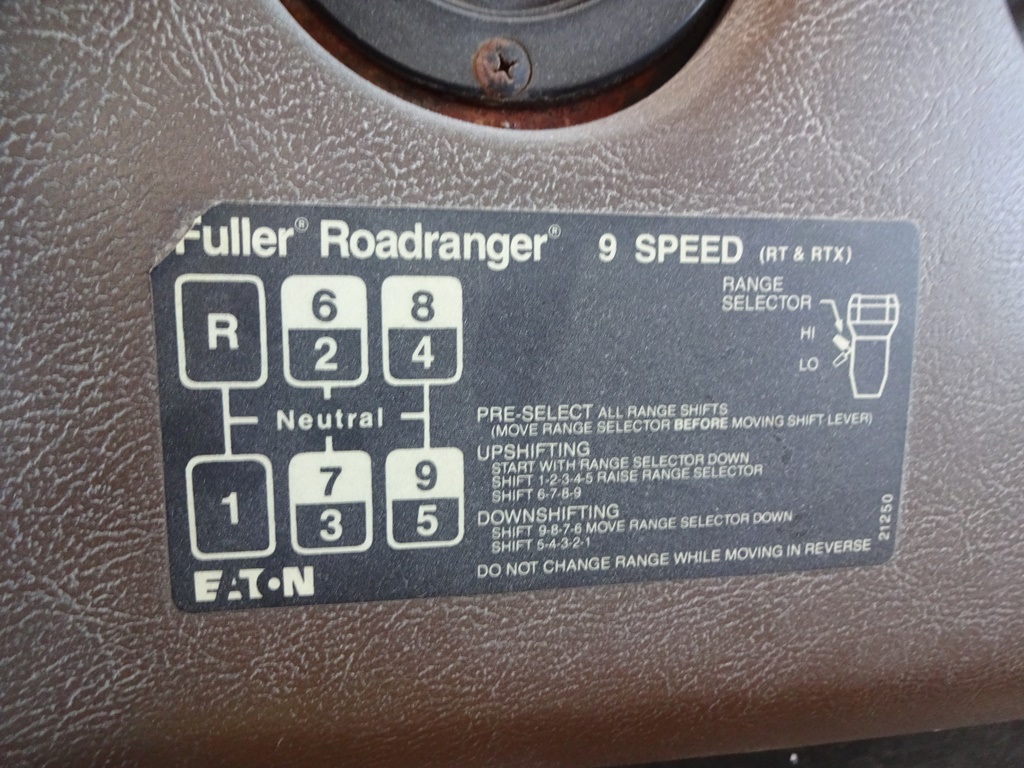 Fuller® Roadranger® 9 SPEED (RT & RTX)
R 6 8
2 4
Neutral
1 7 9
3 5
EATON
RANGE
SELECTOR
HI
LO
PRE-SELECT ALL RANGE SHIFTS
(MOVE RANGE SELECTOR BEFORE MOVING SHIFT LEVER)
UPSHIFTING
START WITH RANGE SELECTOR DOWN
SHIFT 1-2-3-4-5 RAISE RANGE SELECTOR
SHIFT 6-7-8-9
DOWNSHIFTING
SHIFT 9-8-7-6 MOVE RANGE SELECTOR DOWN
SHIFT 5-4-3-2-1
DO NOT CHANGE RANGE WHILE MOVING IN REVERSE
21250